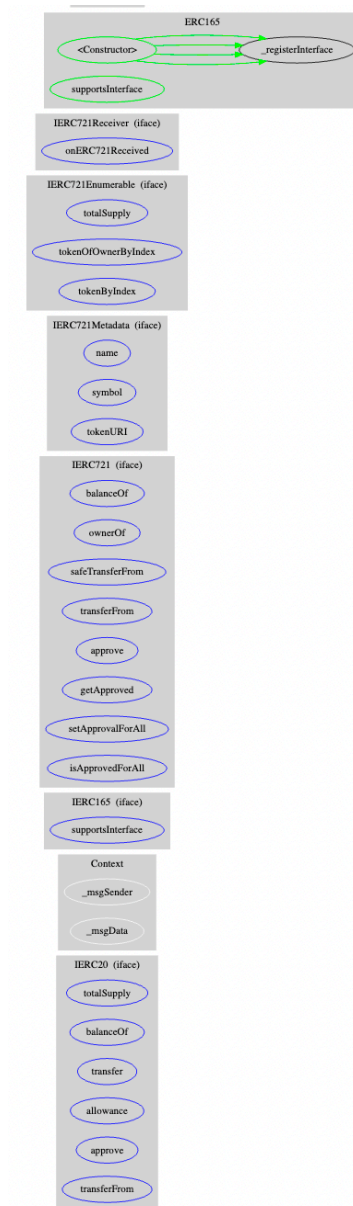 ERC165
<Constructor>
_registerInterface
supportsInterface
IERC721Receiver (iface)
onERC721Received
IERC721Enumerable (iface)
totalSupply
tokenOfOwnerByIndex
tokenByIndex
IERC721Metadata (iface)
name
symbol
tokenURI
IERC721 (iface)
balanceOf
ownerOf
safeTransferFrom
transferFrom
approve
getApproved
setApprovalForAll
isApprovedForAll
IERC165 (iface)
supportsInterface
Context
_msgSender
_msgData
IERC20 (iface)
totalSupply
balanceOf
transfer
allowance
approve
transferFrom